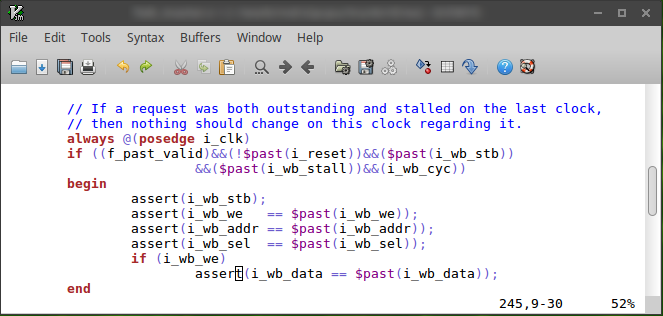 File Edit Tools Syntax Buffers Window Help
// If a request was both outstanding and stalled on the last clock,
// then nothing should change on this clock regarding it.
always @(posedge i_clk)
if ((f_past_valid)&&(!$past(i_reset))&&($past(i_wb_stb))
&&($past(i_wb_stall))&&(i_wb_cyc))
begin
assert(i_wb_stb);
assert(i_wb_we   == $past(i_wb_we));
assert(i_wb_addr == $past(i_wb_addr));
assert(i_wb_sel  == $past(i_wb_sel));
if (i_wb_we)
assert(i_wb_data == $past(i_wb_data));
end
245,9-30 52%